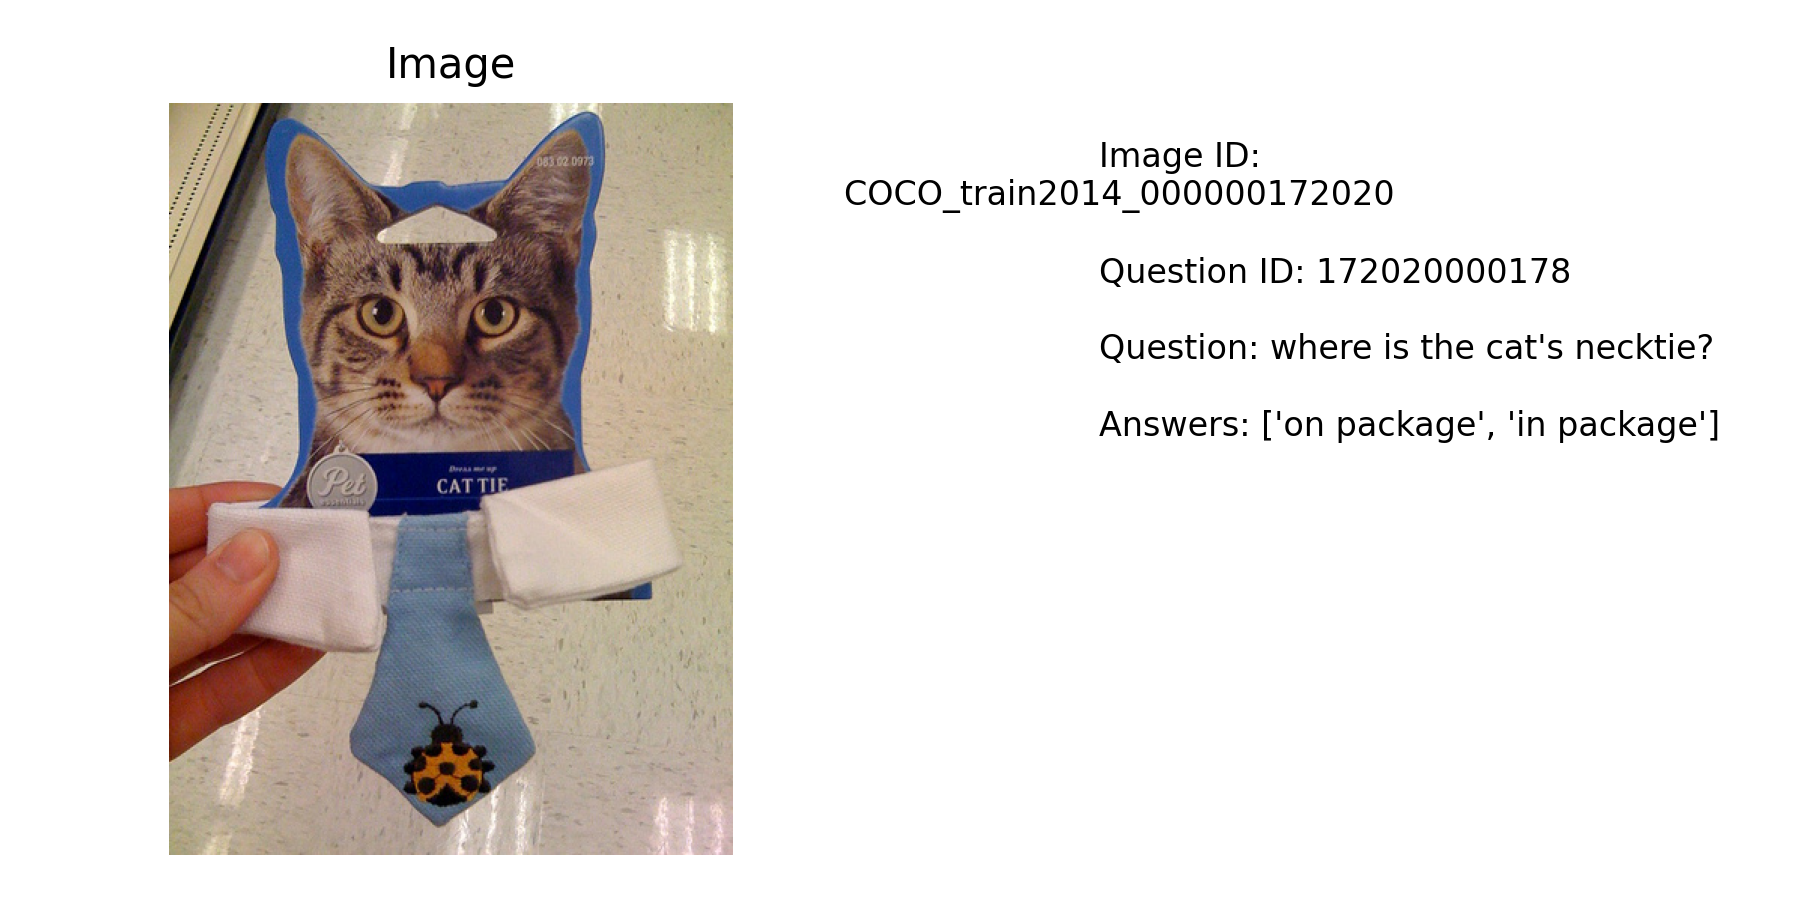 Image
083 02 0973
Pet
essentials
Dress me up
CAT TIE
Image ID:
COCO_train2014_000000172020
Question ID: 172020000178
Question: where is the cat's necktie?
Answers: ['on package', 'in package']